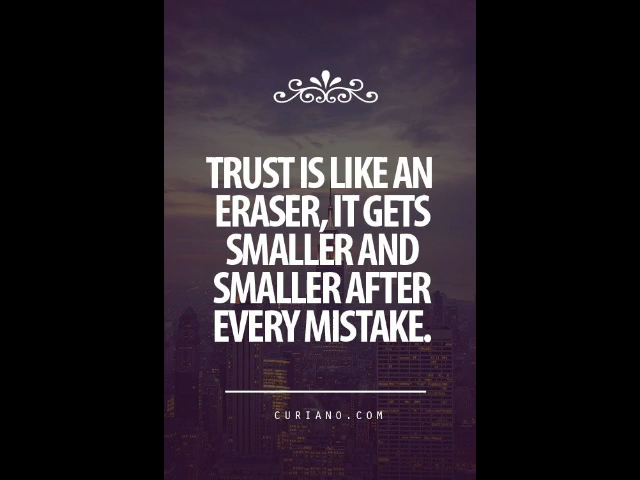 TRUST IS LIKE AN
ERASER, IT GETS
SMALLER AND
SMALLER AFTER
EVERY MISTAKE.
CURIANO.COM